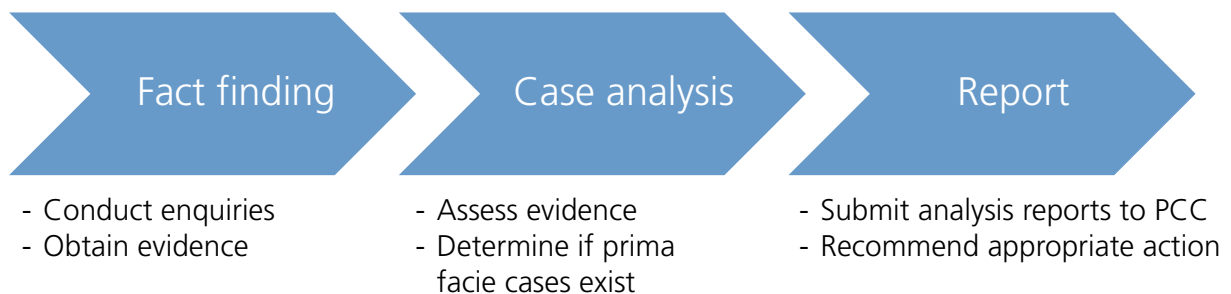 Fact finding
Case analysis
Report
- Conduct enquiries
- Obtain evidence
- Assess evidence
- Determine if prima
facie cases exist
- Submit analysis reports to PCC
- Recommend appropriate action